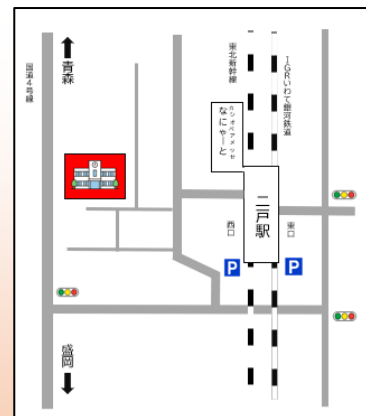 国道4号線
青森
東北新幹線
IGRいわて銀河鉄道
カシオペアメッセ
なにゃーと
二戸駅
西口
東口
P
P
盛岡